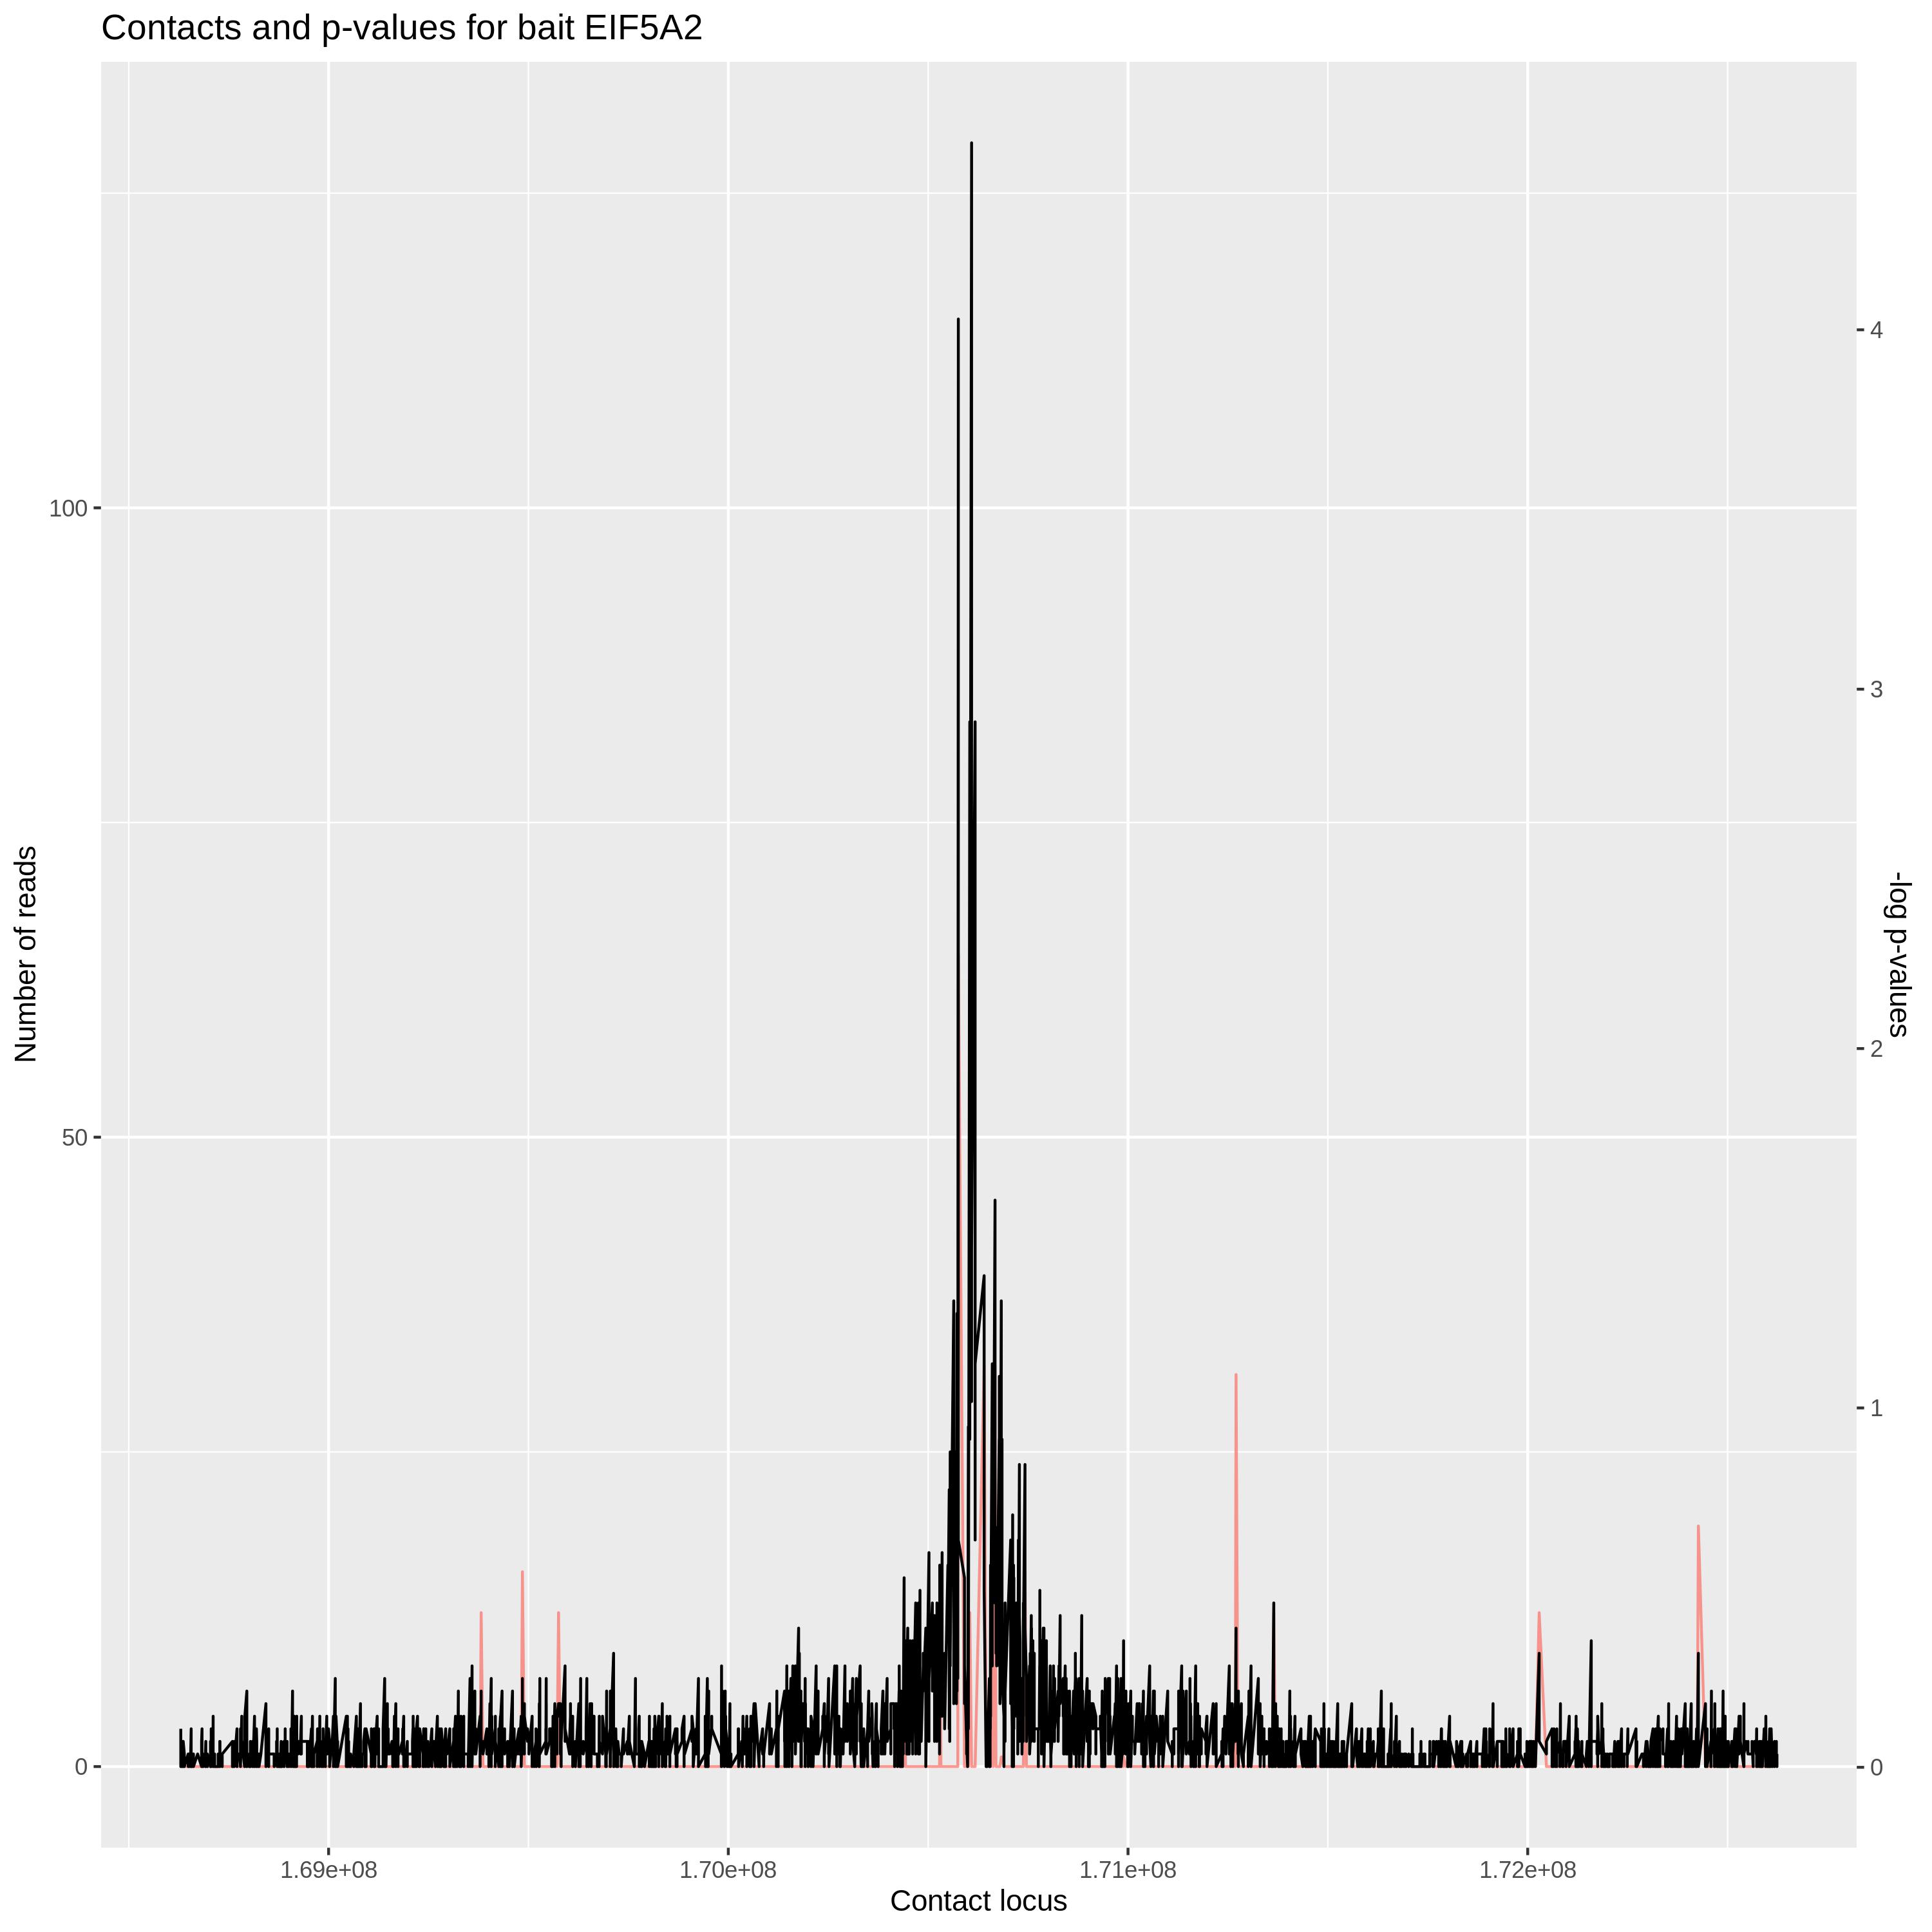 Contacts and p-values for bait EIF5A2
Number of reads
100
50
0
4
3
2
1
0
-log p-values
1.69e+08
1.70e+08
1.71e+08
1.72e+08
Contact locus